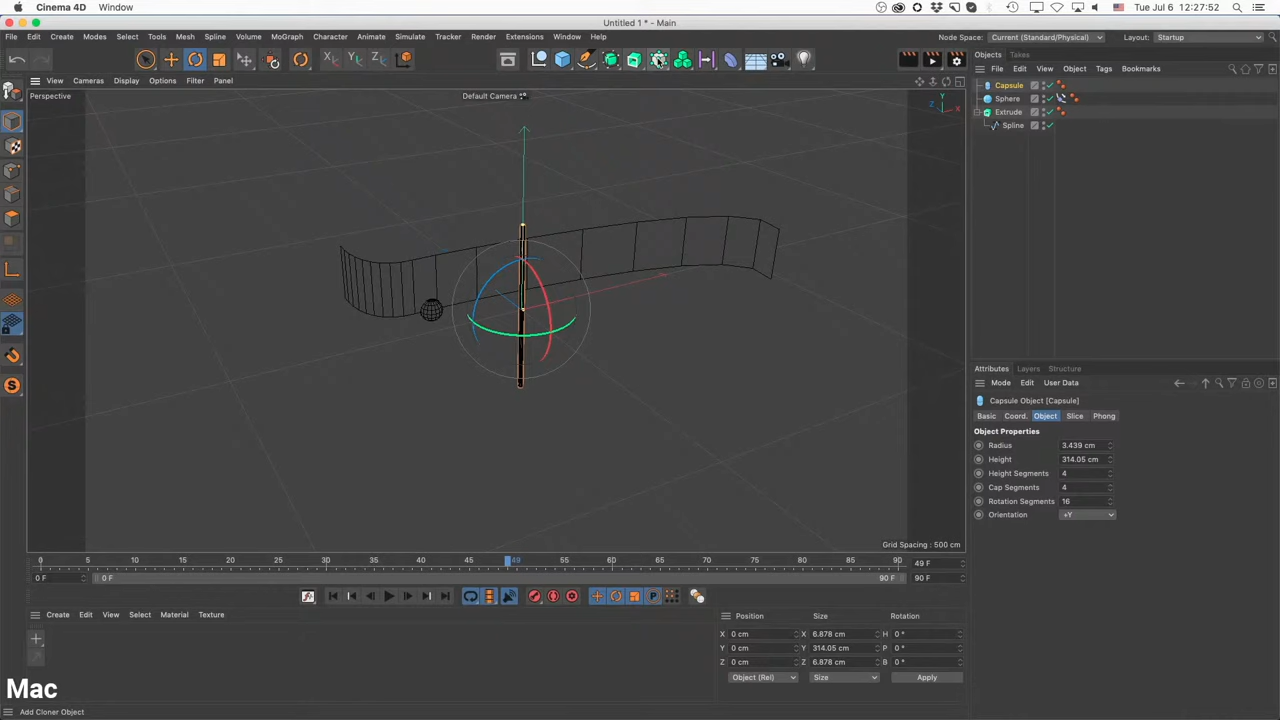 Cinema 4D Window
Tue Jul 6 12:27:52
Untitled 1 * - Main
File Edit Create Modes Select Tools Mesh Spline Volume MoGraph Character Animate Simulate Tracker Render Extensions Window Help
Node Space: Current (Standard/Physical) Layout: Startup
X Y Z
Objects Takes
File Edit View Object Tags Bookmarks
View Cameras Display Options Filter Panel
Perspective
Default Camera
Y
Z X
Capsule
Sphere
Extrude
Spline
Attributes Layers Structure
Mode Edit User Data
Capsule Object [Capsule]
Basic Coord. Object Slice Phong
Object Properties
Radius 3.439 cm
Height 314.05 cm
Height Segments 4
Cap Segments 4
Rotation Segments 16
Orientation +Y
Grid Spacing : 500 cm
0 5 10 15 20 25 30 35 40 45 49 55 60 65 70 75 80 85 90
49 F
0 F 0 F 90 F 90 F
Create Edit View Select Material Texture
Position Size Rotation
X 0 cm X 6.878 cm H 0 °
Y 0 cm Y 314.05 cm P 0 °
Z 0 cm Z 6.878 cm B 0 °
Object (Rel) Size Apply
Mac
Add Cloner Object